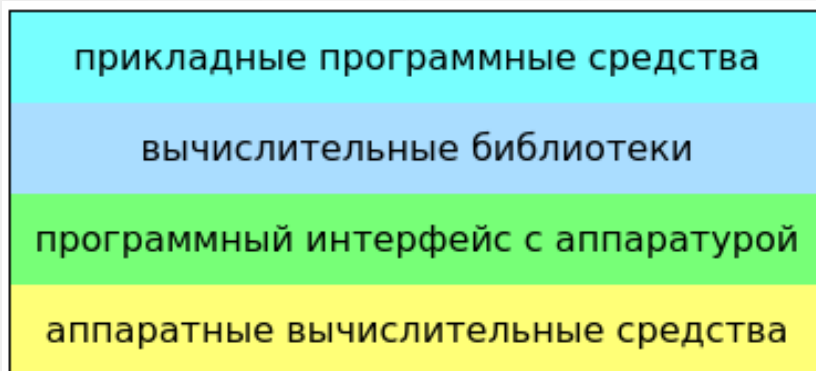 прикладные программные средства
вычислительные библиотеки
программный интерфейс с аппаратурой
аппаратные вычислительные средства